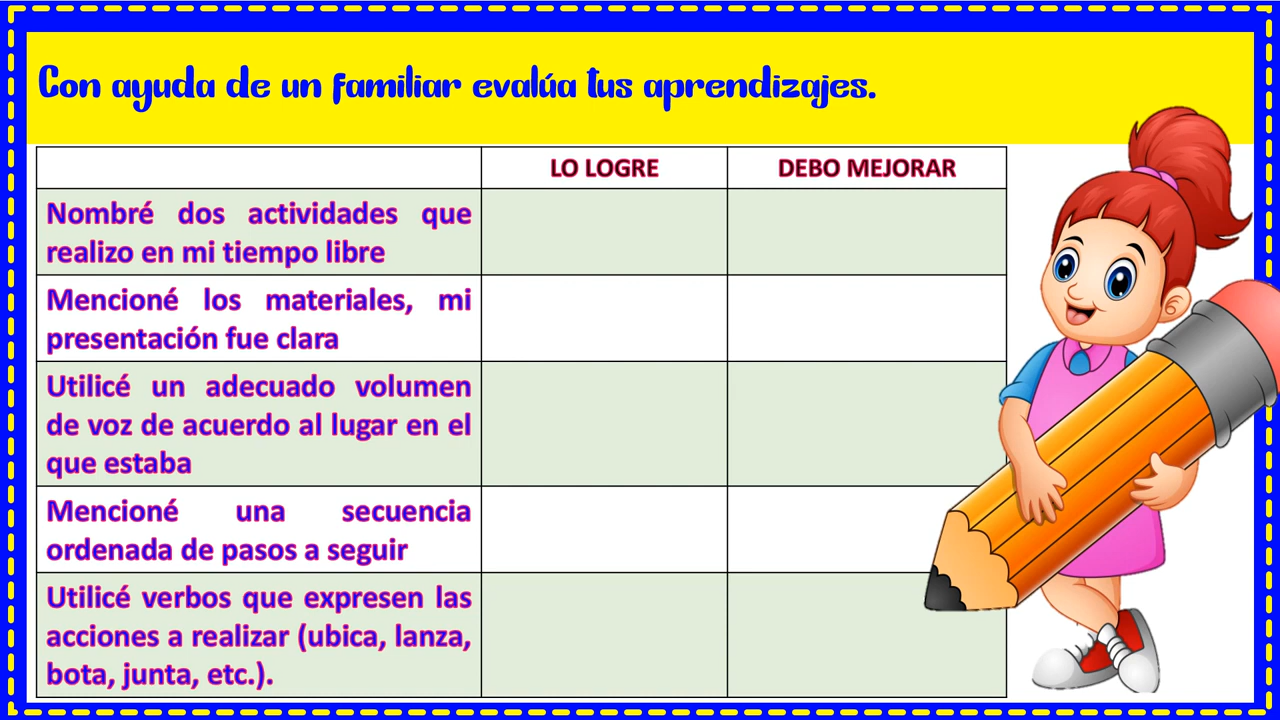 Con ayuda de un familiar evalúa tus aprendizajes.
LO LOGRE
DEBO MEJORAR
Nombré dos actividades que
realizo en mi tiempo libre
Mencioné los materiales, mi
presentación fue clara
Utilicé un adecuado volumen
de voz de acuerdo al lugar en el
que estaba
Mencioné una secuencia
ordenada de pasos a seguir
Utilicé verbos que expresen las
acciones a realizar (ubica, lanza,
bota, junta, etc.).